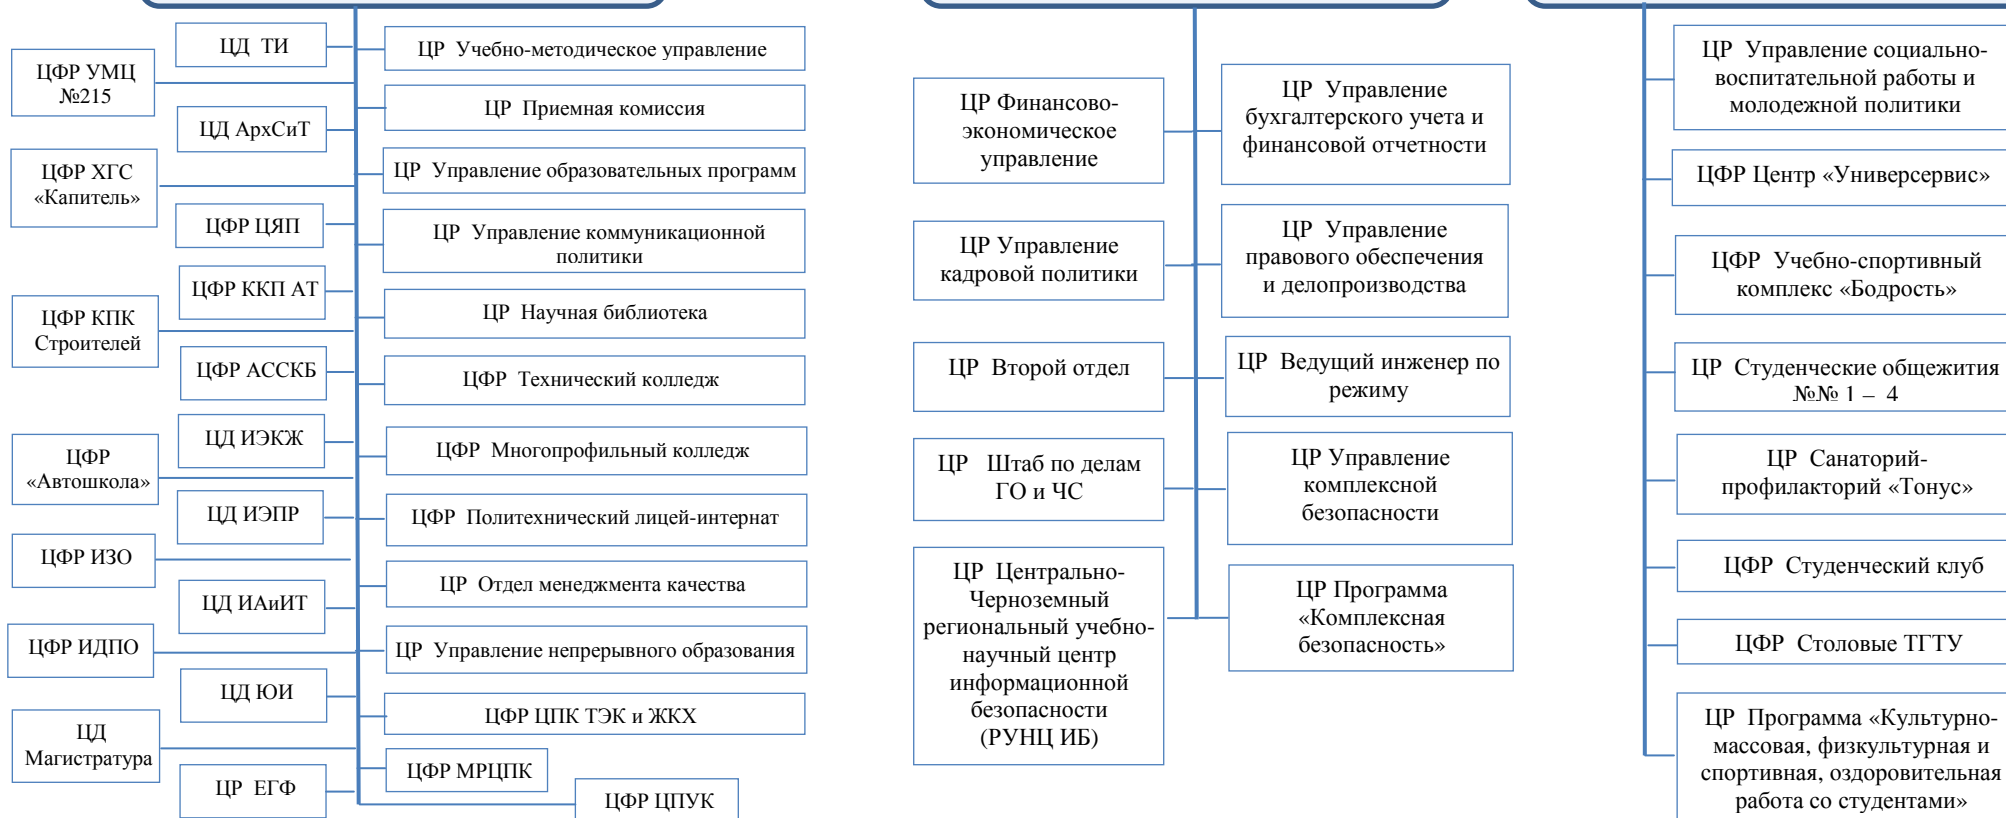 ЦД ТИ
ЦФР УМЦ
№215
ЦД АрхСиТ
ЦФР ХГС
«Капитель»
ЦФР ЦЯП
ЦФР ККП АТ
ЦФР КПК
Строителей
ЦФР АССКБ
ЦД ИЭКЖ
ЦФР
«Автошкола»
ЦД ИЭПР
ЦФР ИЗО
ЦД ИАиИТ
ЦФР ИДПО
ЦД ЮИ
ЦД
Магистратура
ЦР ЕГФ
ЦР Учебно-методическое управление
ЦР Приемная комиссия
ЦР Управление образовательных программ
ЦР Управление коммуникационной
политики
ЦР Научная библиотека
ЦФР Технический колледж
ЦФР Многопрофильный колледж
ЦФР Политехнический лицей-интернат
ЦР Отдел менеджмента качества
ЦР Управление непрерывного образования
ЦФР ЦПК ТЭК и ЖКХ
ЦФР МРЦПК
ЦФР ЦПУК
ЦР Финансово-
экономическое
управление
ЦР Управление
кадровой политики
ЦР Второй отдел
ЦР Штаб по делам
ГО и ЧС
ЦР Центрально-
Черноземный
региональный учебно-
научный центр
информационной
безопасности
(РУНЦ ИБ)
ЦР Управление
бухгалтерского учета и
финансовой отчетности
ЦР Управление
правового обеспечения
и делопроизводства
ЦР Ведущий инженер по
режиму
ЦР Управление
комплексной
безопасности
ЦР Программа
«Комплексная
безопасность»
ЦР Управление социально-
воспитательной работы и
молодежной политики
ЦФР Центр «Универсервис»
ЦФР Учебно-спортивный
комплекс «Бодрость»
ЦР Студенческие общежития
№№ 1 – 4
ЦР Санаторий-
профилакторий «Тонус»
ЦФР Студенческий клуб
ЦФР Столовые ТГТУ
ЦР Программа «Культурно-
массовая, физкультурная и
спортивная, оздоровительная
работа со студентами»